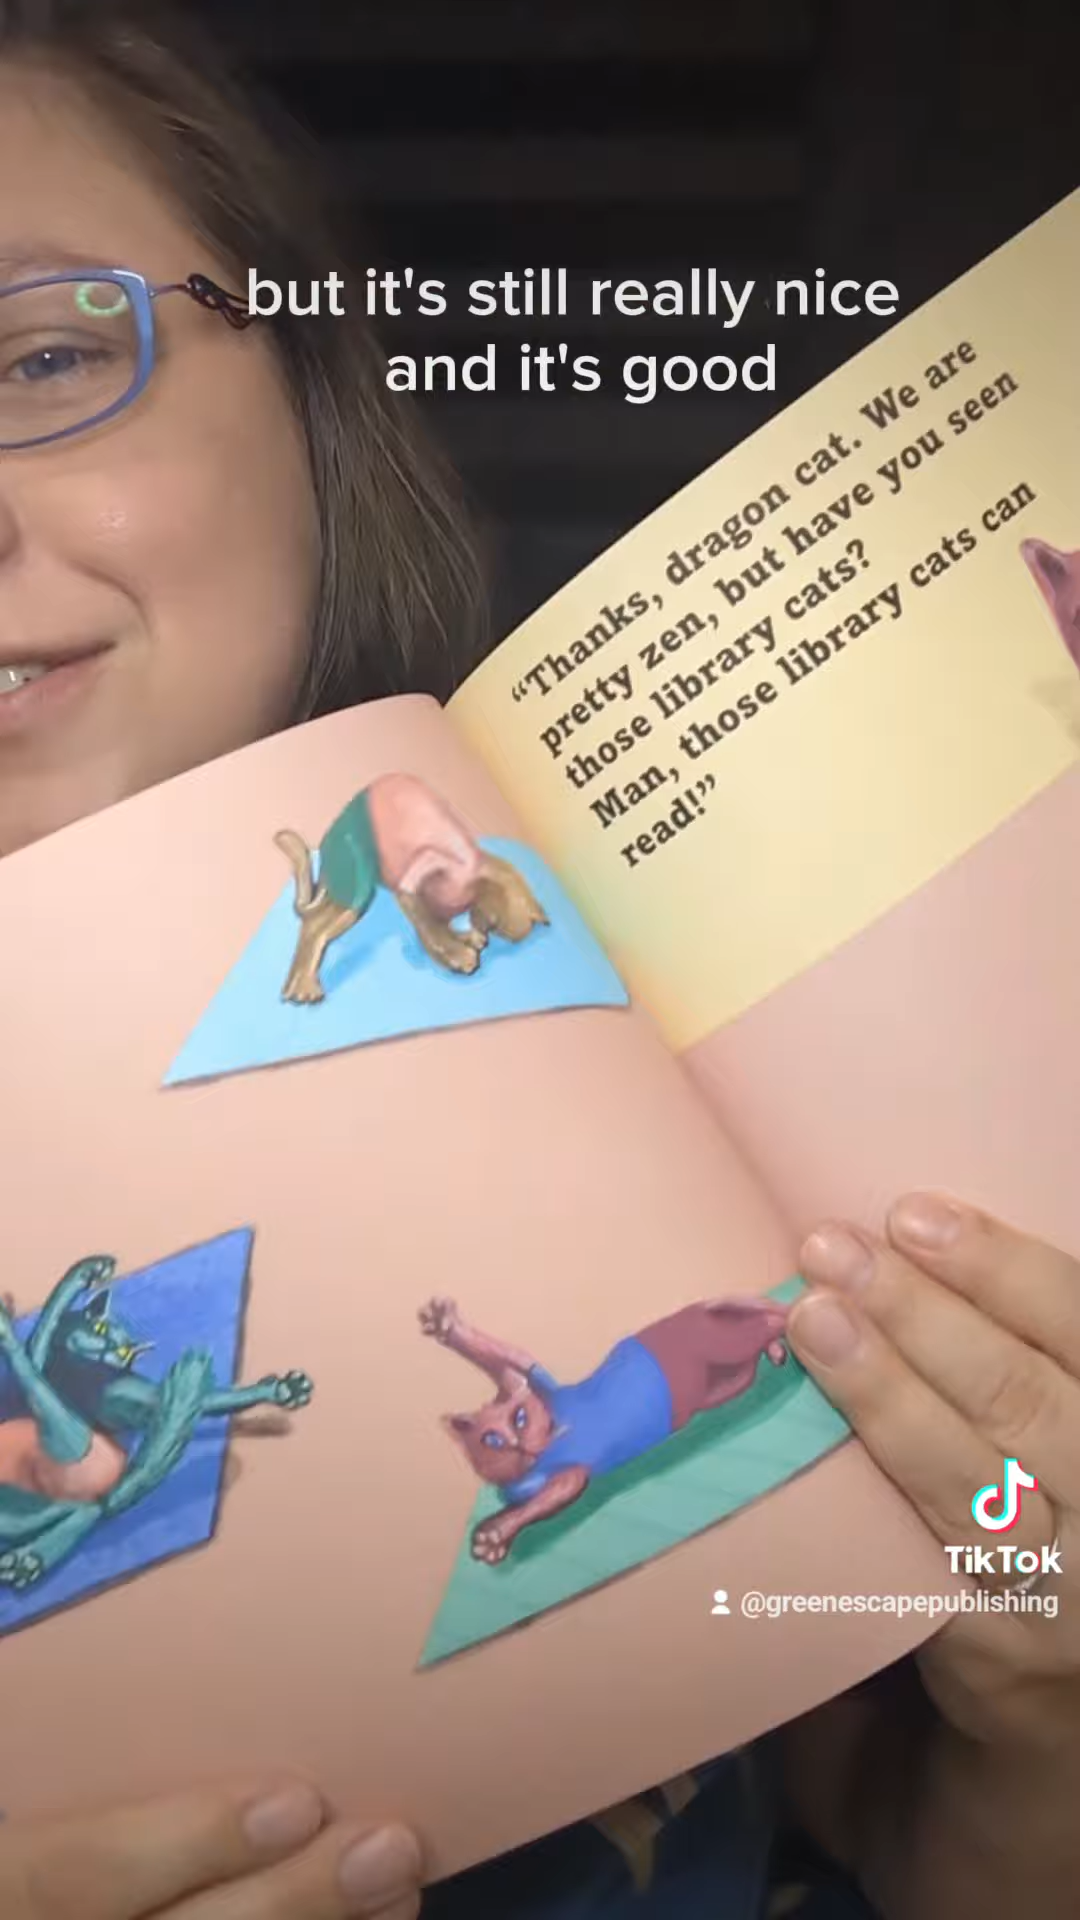 but it's still really nice
and it's good
"Thanks, dragon cat. We are
pretty zen, but have you seen
those library cats?
Man, those library cats can
read!"
TikTok
@greenescapepublishing